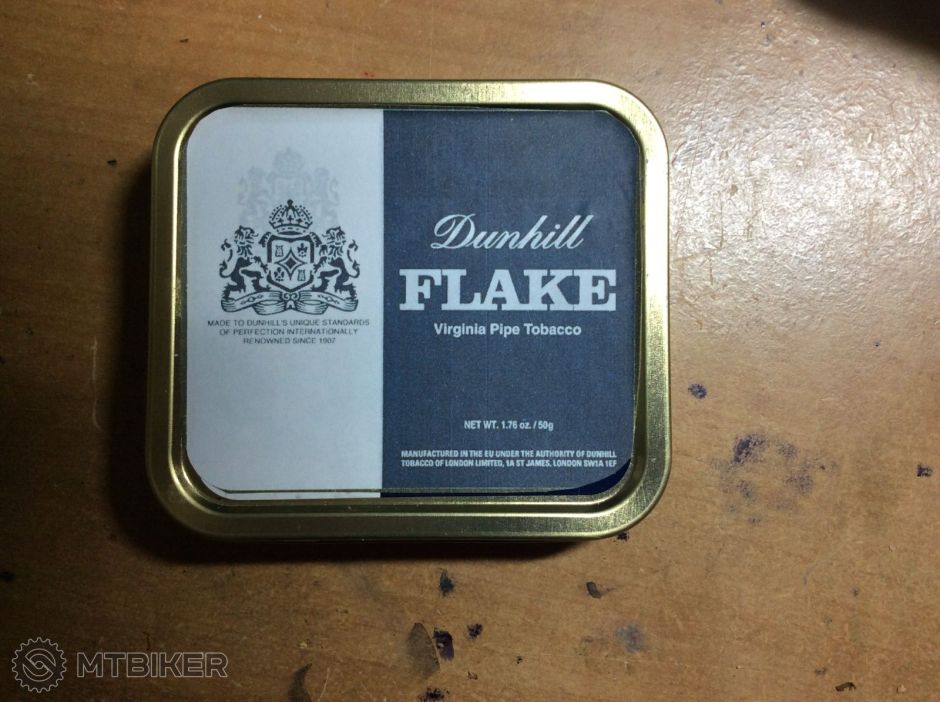 MADE TO DUNHILL'S UNIQUE STANDARDS
OF PERFECTION INTERNATIONALLY
RENOWNED SINCE 1907
Dunhill
FLAKE
Virginia Pipe Tobacco
NET WT. 1.76 oz. / 50g
MANUFACTURED IN THE EU UNDER THE AUTHORITY OF DUNHILL
TOBACCO OF LONDON LIMITED, 1A ST JAMES, LONDON SW1A 1EF
MTBIKER